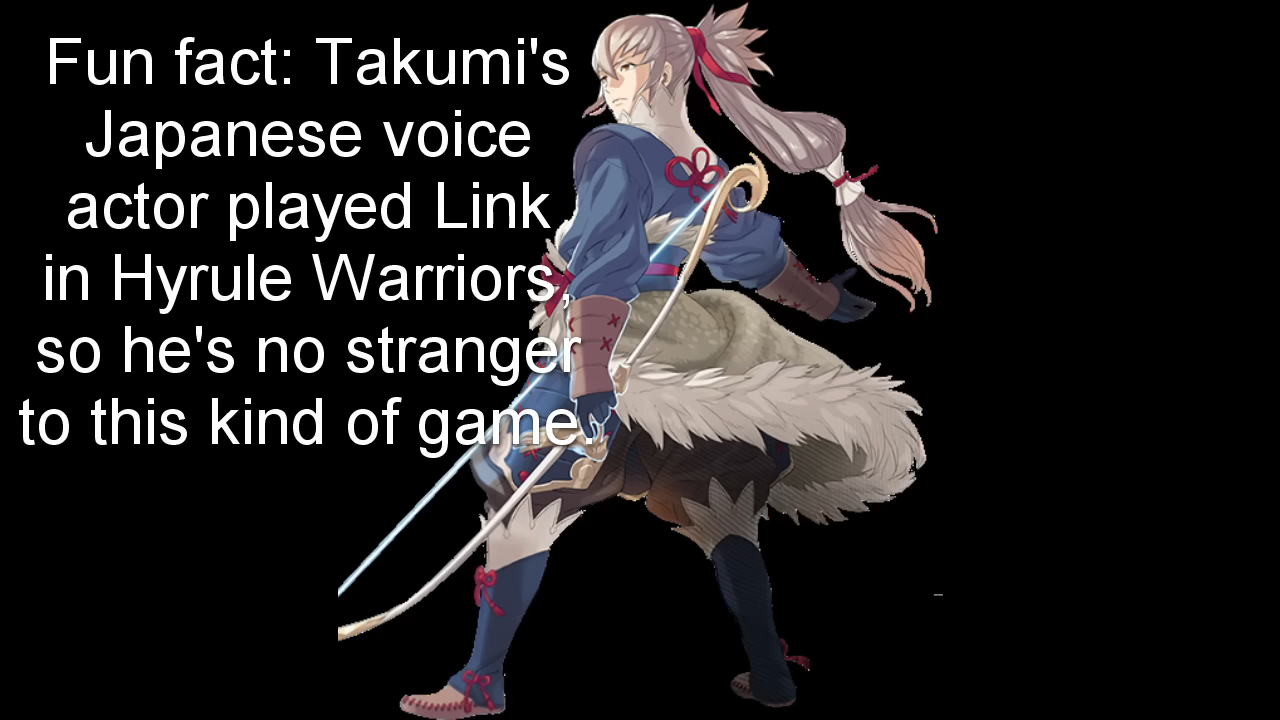 Fun fact: Takumi's
Japanese voice
actor played Link
in Hyrule Warriors,
so he's no stranger
to this kind of game.